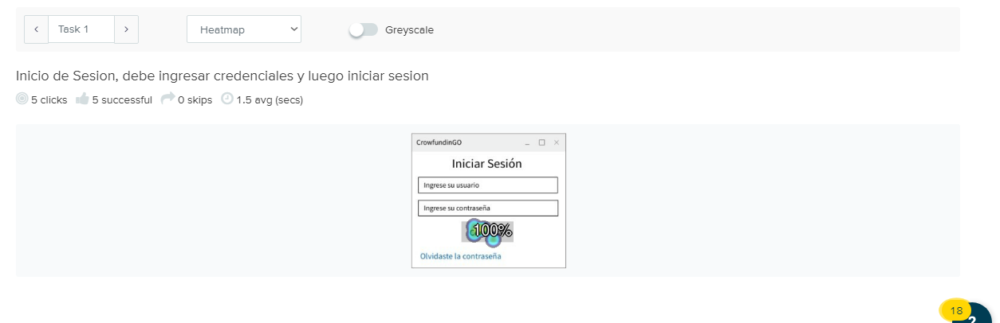 < Task 1 > Heatmap Greyscale
Inicio de Sesion, debe ingresar credenciales y luego iniciar sesion
5 clicks 5 successful 0 skips 1.5 avg (secs)
CrowfundinGO
Iniciar Sesión
Ingrese su usuario
Ingrese su contraseña
100%
Olvidaste la contraseña
18